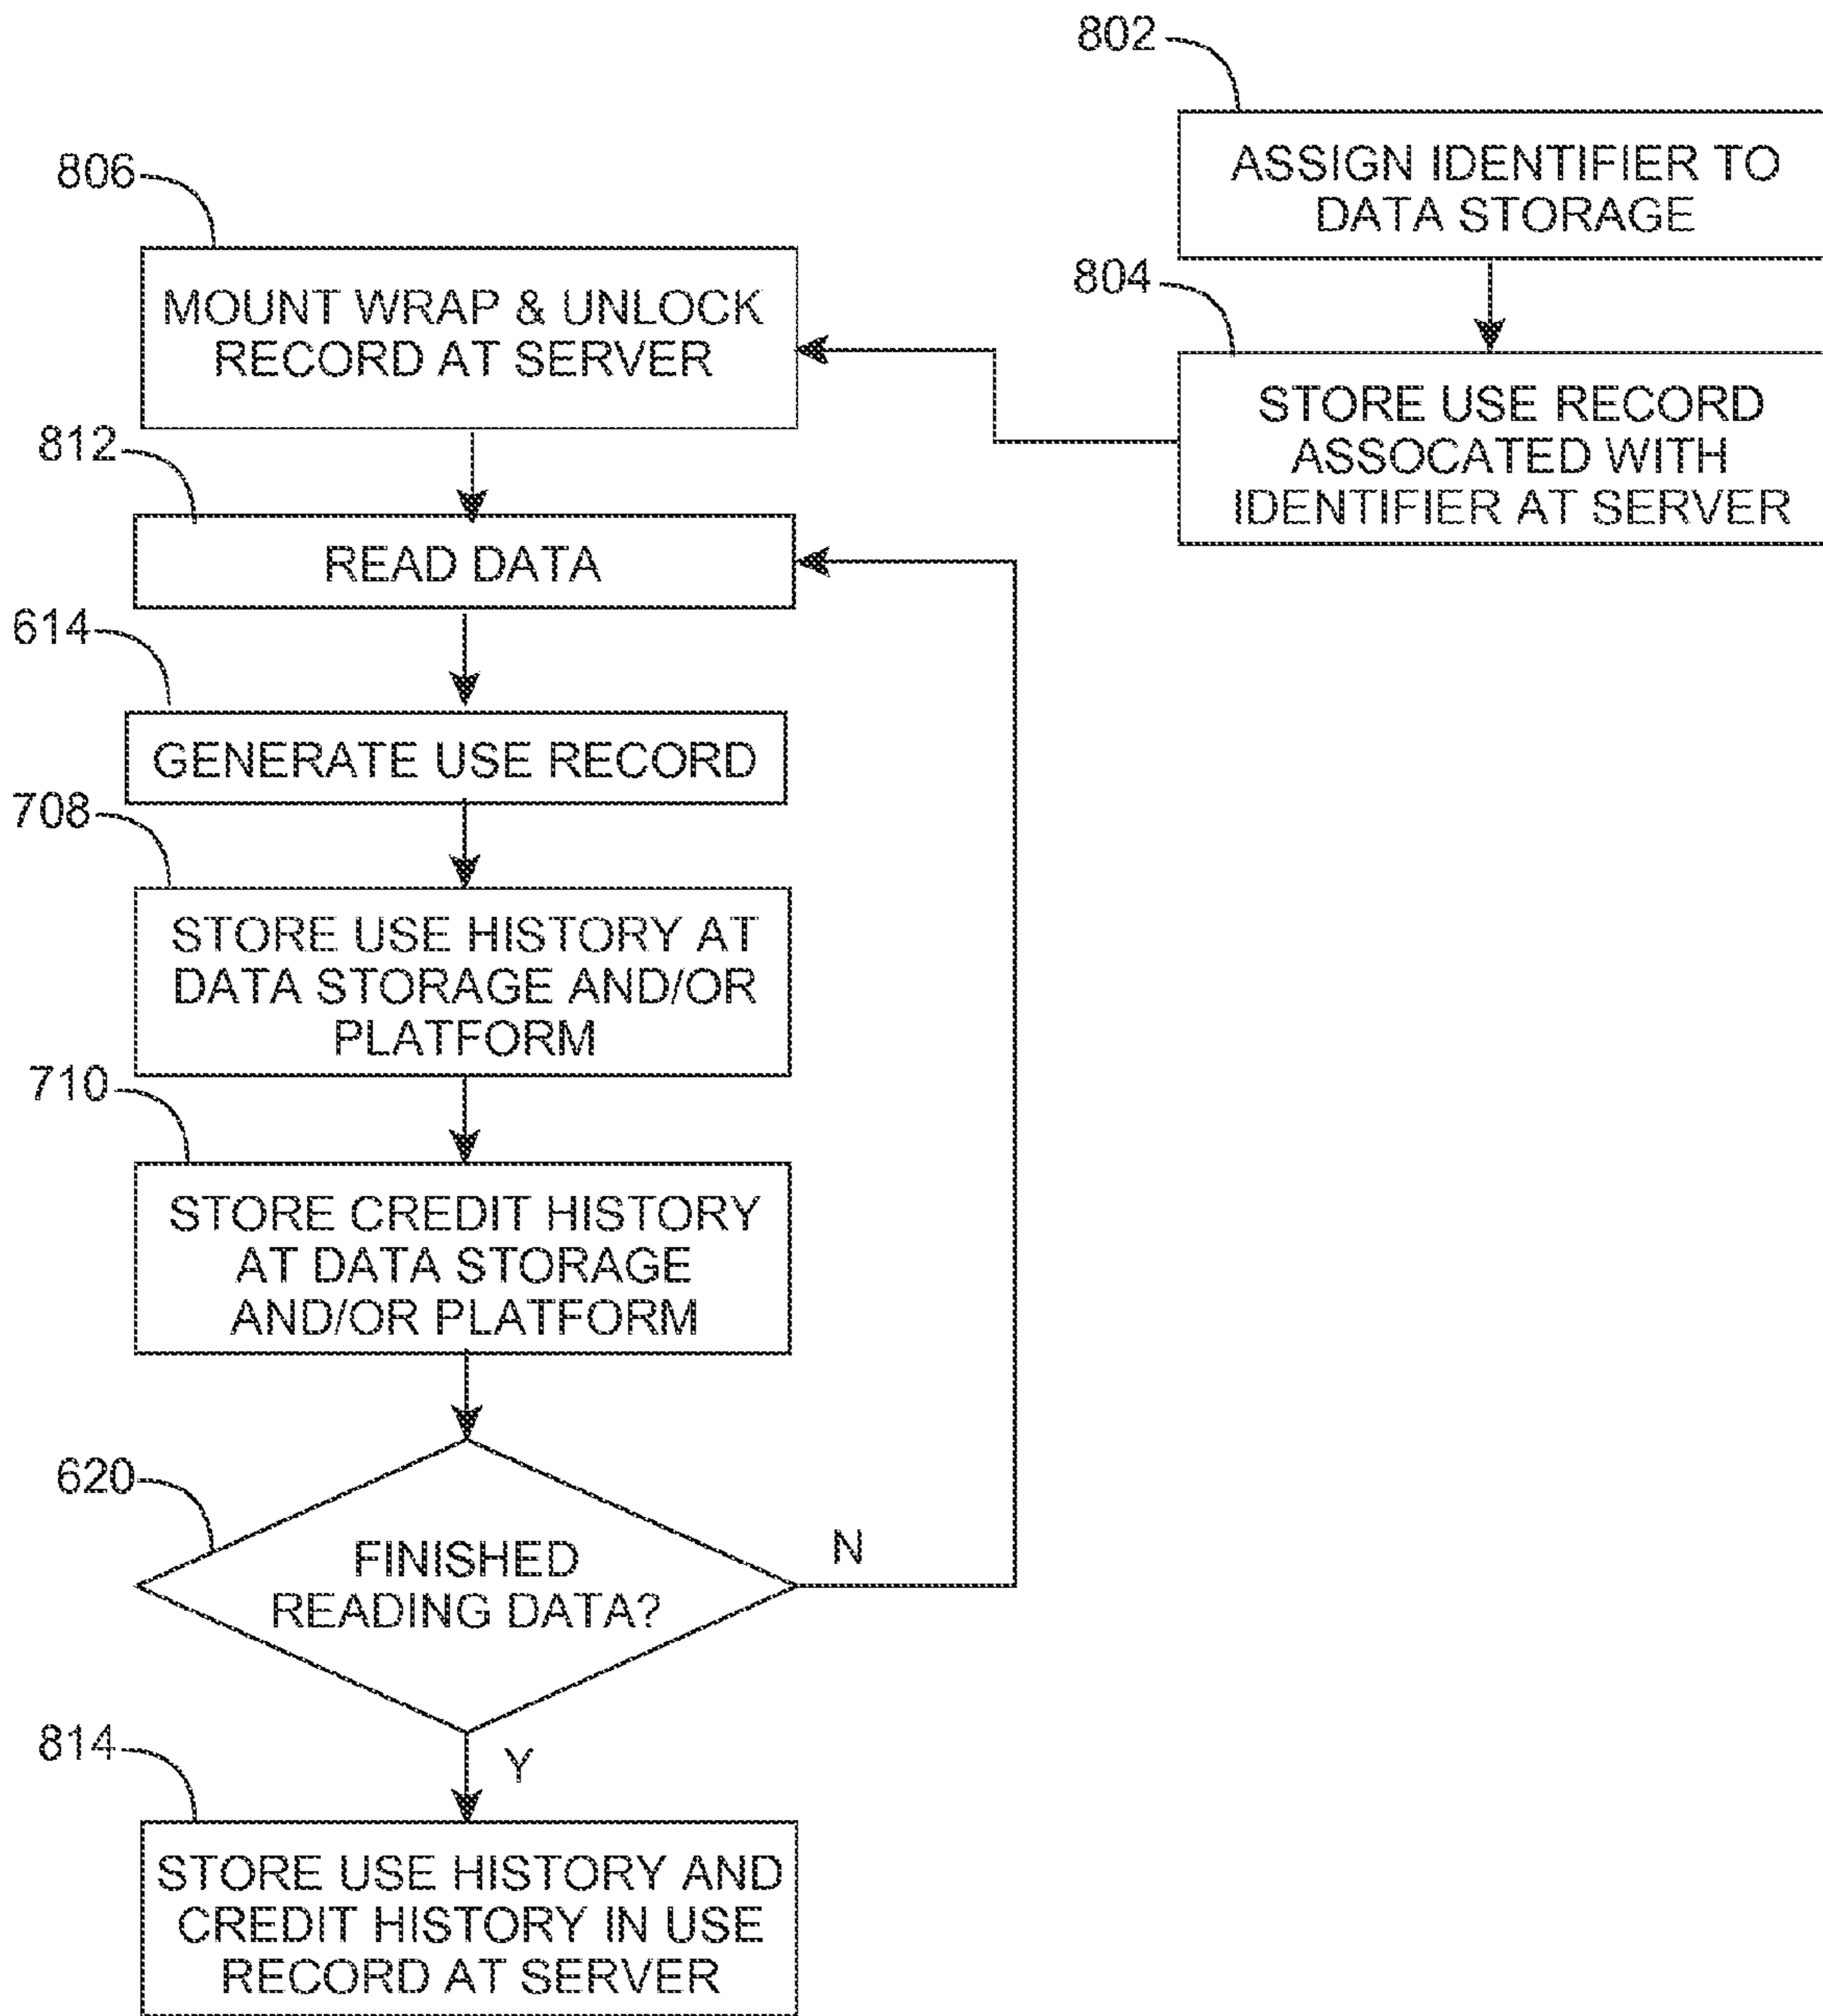 802
ASSIGN IDENTIFIER TO
DATA STORAGE
804
STORE USE RECORD
ASSOCATED WITH
IDENTIFIER AT SERVER
806
MOUNT WRAP & UNLOCK
RECORD AT SERVER
812
READ DATA
614
GENERATE USE RECORD
708
STORE USE HISTORY AT
DATA STORAGE AND/OR
PLATFORM
710
STORE CREDIT HISTORY
AT DATA STORAGE
AND/OR PLATFORM
620
FINISHED
READING DATA?
N
Y
814
STORE USE HISTORY AND
CREDIT HISTORY IN USE
RECORD AT SERVER